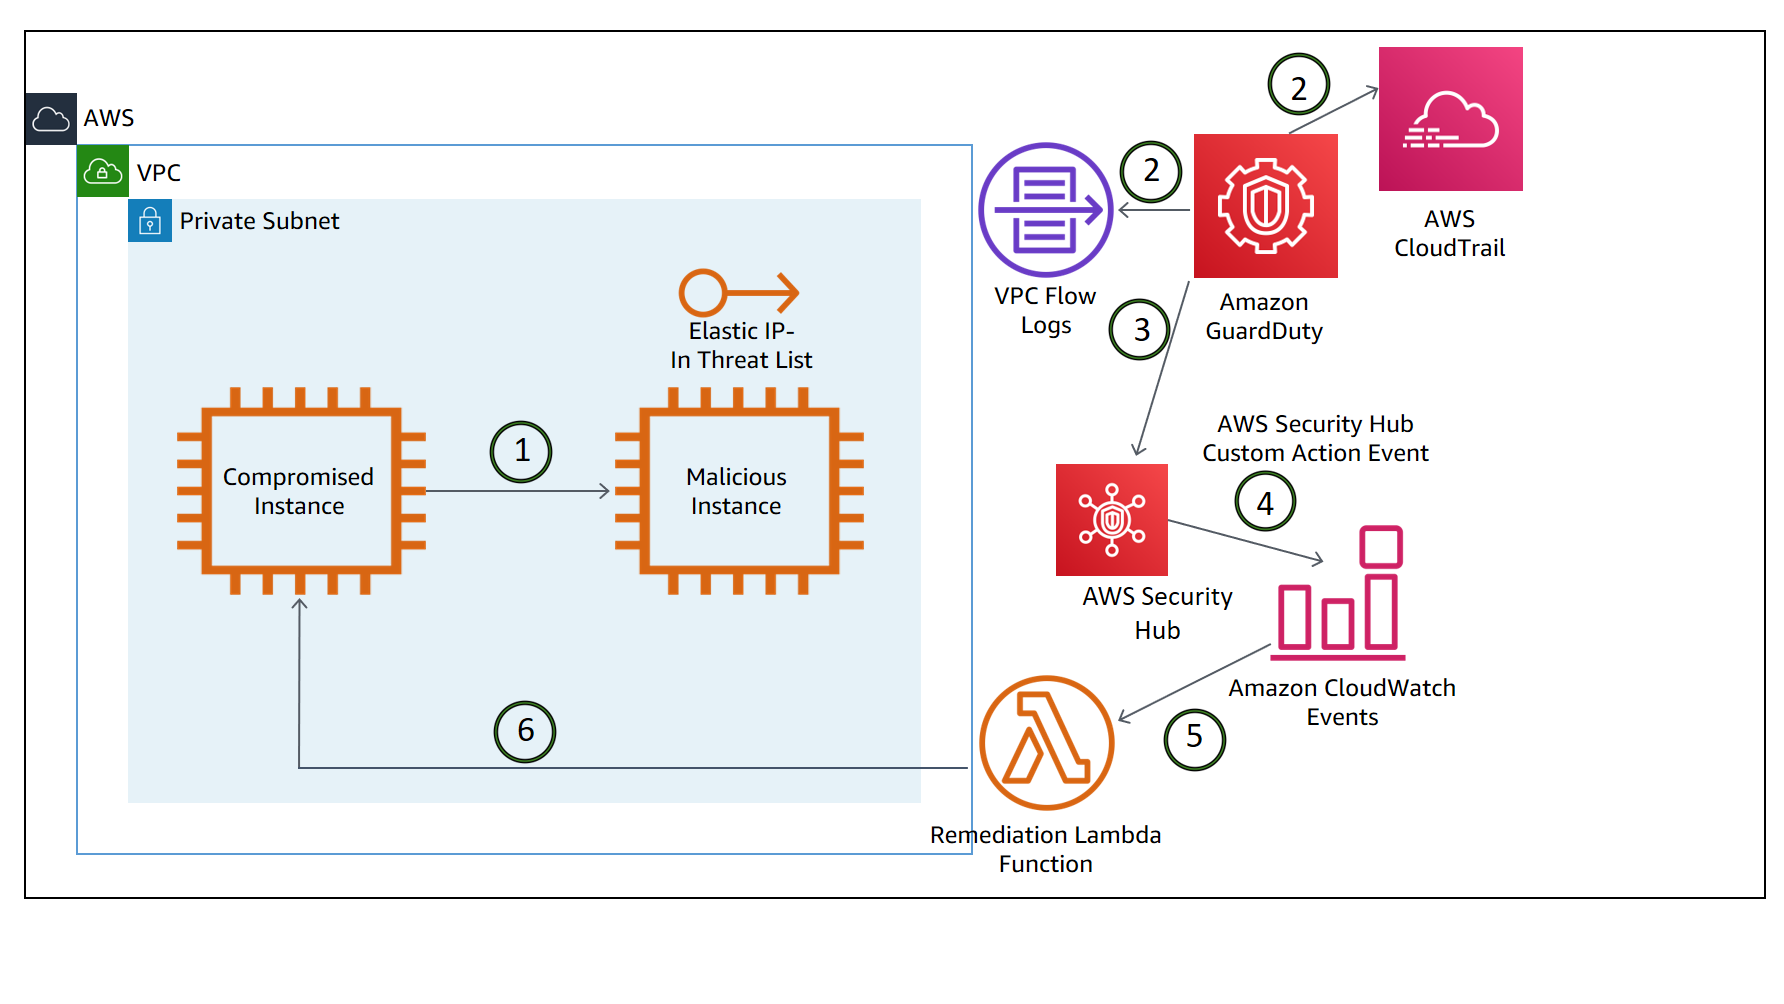 AWS
VPC
Private Subnet
Elastic IP-
In Threat List
Compromised
Instance
1
Malicious
Instance
6
2
2
AWS
CloudTrail
VPC Flow
Logs
Amazon
GuardDuty
3
AWS Security Hub
Custom Action Event
4
AWS Security
Hub
Amazon CloudWatch
Events
5
Remediation Lambda
Function